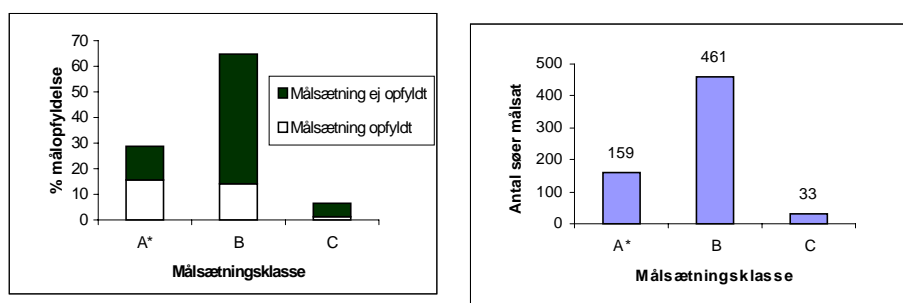 % målopfyldelse
70
60
50
40
30
20
10
0
A*
B
C
Målsætningsklasse
Målsætning ej opfyldt
Målsætning opfyldt
Antal søer målsat
500
400
300
200
100
0
159
461
33
A*
B
C
Målsætningsklasse